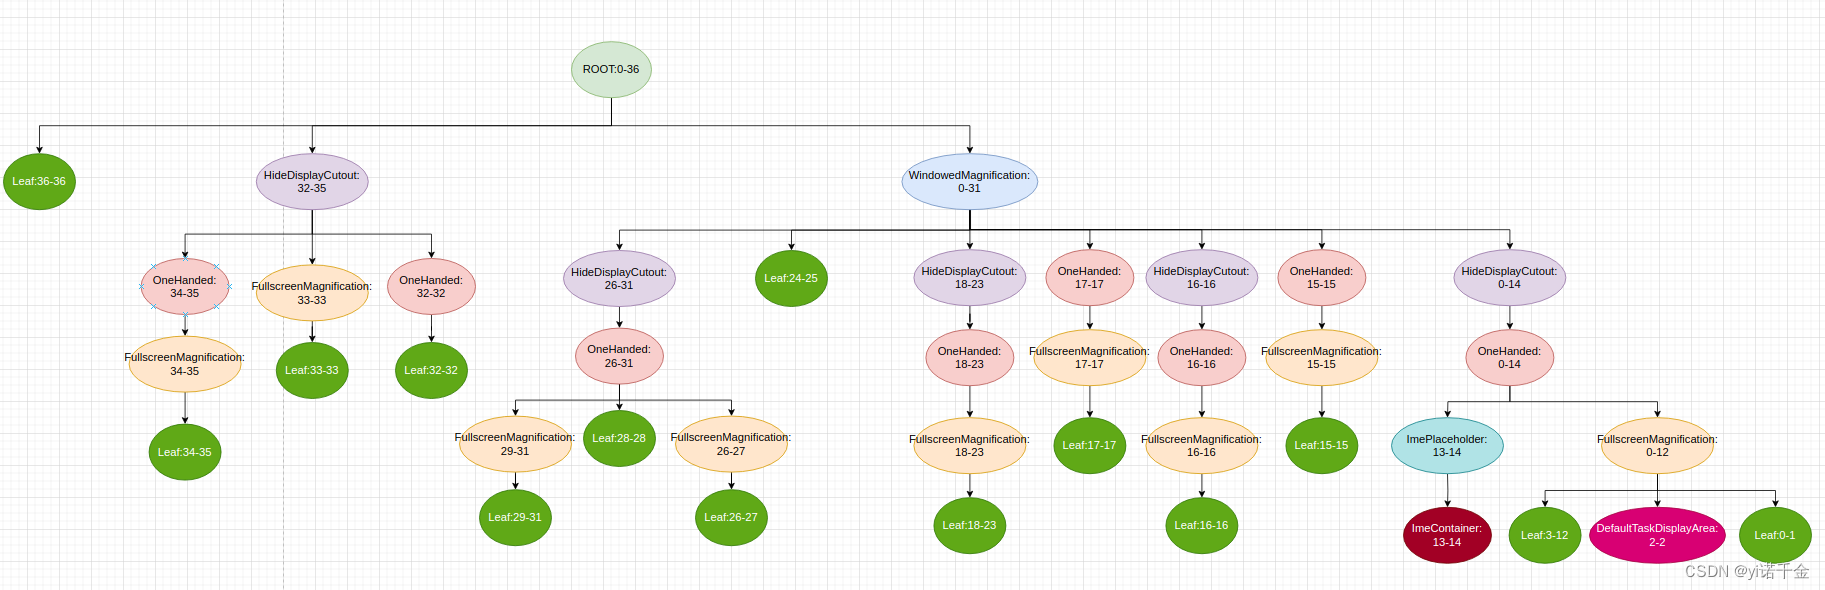 ROOT:0-36
Leaf:36-36
HideDisplayCutout:
32-35
WindowedMagnification:
0-31
OneHanded:
34-35
FullscreenMagnification:
33-33
OneHanded:
32-32
HideDisplayCutout:
26-31
Leaf:24-25
HideDisplayCutout:
18-23
OneHanded:
17-17
HideDisplayCutout:
16-16
OneHanded:
15-15
HideDisplayCutout:
0-14
FullscreenMagnification:
34-35
Leaf:33-33
Leaf:32-32
OneHanded:
26-31
OneHanded:
18-23
FullscreenMagnification:
17-17
OneHanded:
16-16
FullscreenMagnification:
15-15
OneHanded:
0-14
Leaf:34-35
FullscreenMagnification:
29-31
Leaf:28-28
FullscreenMagnification:
26-27
FullscreenMagnification:
18-23
Leaf:17-17
FullscreenMagnification:
16-16
Leaf:15-15
ImePlaceholder:
13-14
FullscreenMagnification:
0-12
Leaf:29-31
Leaf:26-27
Leaf:18-23
Leaf:16-16
ImeContainer:
13-14
Leaf:3-12
DefaultTaskDisplayArea:
2-2
Leaf:0-1
CSDN @yi诺千金